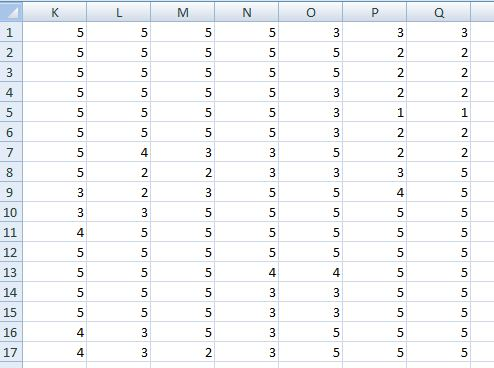 K L M N O P Q
1 5 5 5 5 3 3 3
2 5 5 5 5 5 2 2
3 5 5 5 5 5 2 2
4 5 5 5 5 3 2 2
5 5 5 5 5 3 1 1
6 5 5 5 5 3 2 2
7 5 4 3 3 5 2 2
8 5 2 2 3 3 3 5
9 3 2 3 5 5 4 5
10 3 3 5 5 5 5 5
11 4 5 5 5 5 5 5
12 5 5 5 5 5 5 5
13 5 5 5 4 4 5 5
14 5 5 5 3 3 5 5
15 5 5 5 3 3 5 5
16 4 3 5 3 5 5 5
17 4 3 2 3 5 5 5